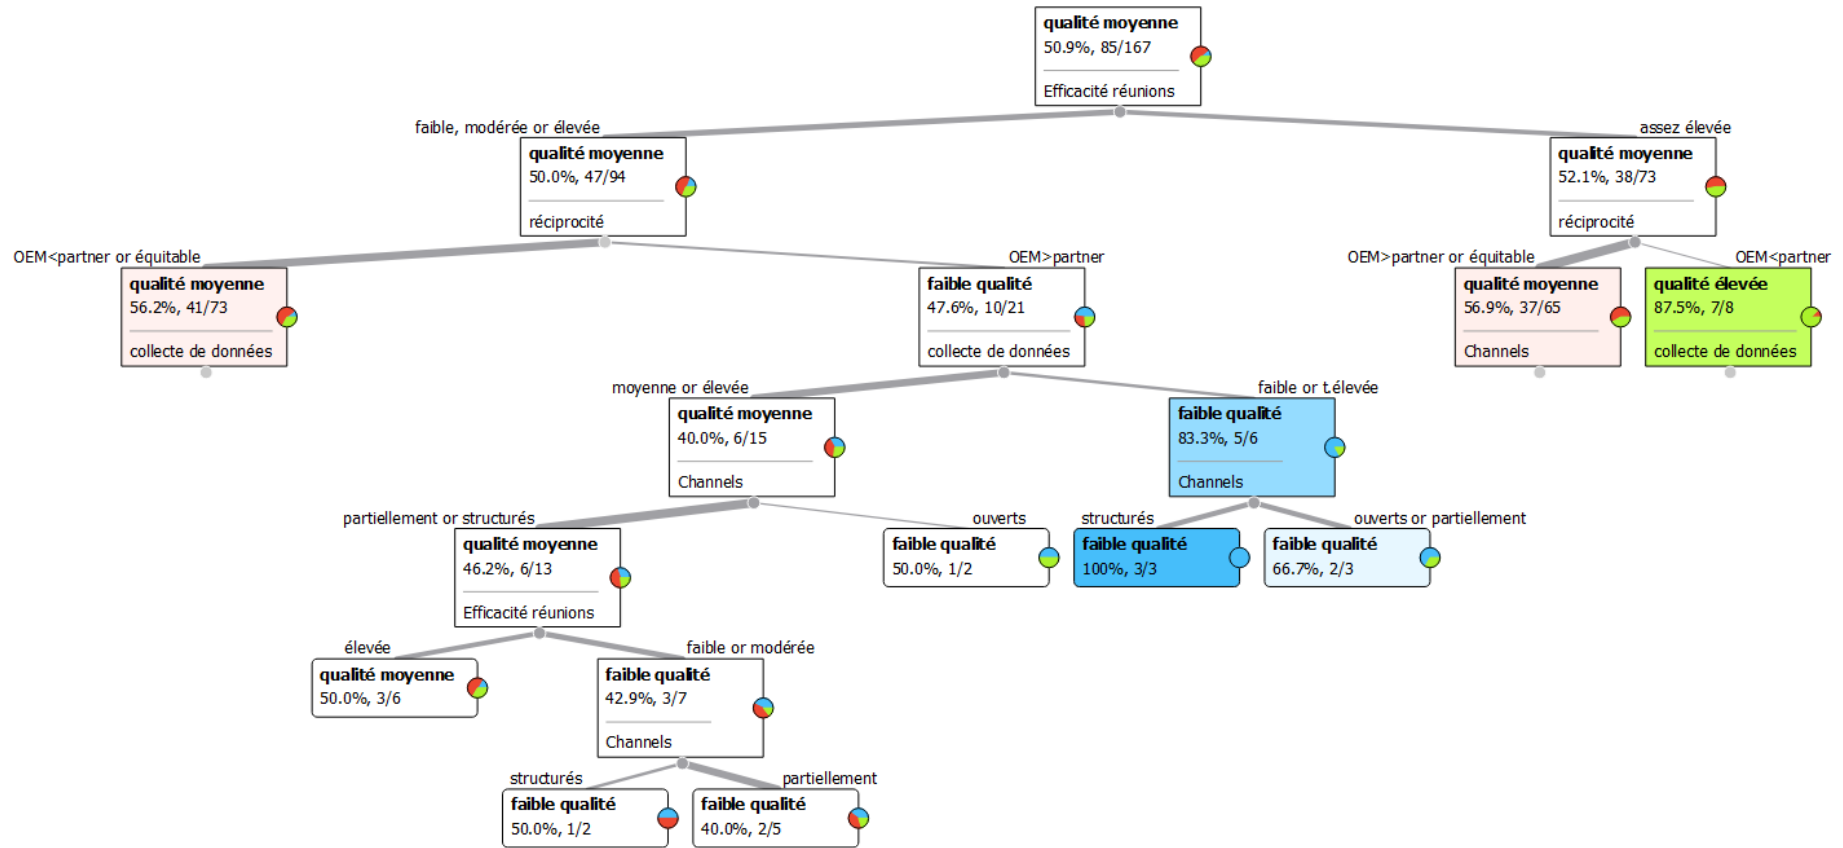 qualité moyenne
50.9%, 85/167
Efficacité réunions
faible, modérée or élevée
assez élevée
qualité moyenne
50.0%, 47/94
réciprocité
qualité moyenne
52.1%, 38/73
réciprocité
OEM<partner or équitable
OEM>partner
OEM>partner or équitable
OEM<partner
qualité moyenne
56.2%, 41/73
collecte de données
faible qualité
47.6%, 10/21
collecte de données
qualité moyenne
56.9%, 37/65
Channels
qualité élevée
87.5%, 7/8
collecte de données
moyenne or élevée
faible or t.élevée
qualité moyenne
40.0%, 6/15
Channels
faible qualité
83.3%, 5/6
Channels
partiellement or structurés
ouverts
structurés
ouverts or partiellement
qualité moyenne
46.2%, 6/13
Efficacité réunions
faible qualité
50.0%, 1/2
faible qualité
100%, 3/3
faible qualité
66.7%, 2/3
élevée
faible or modérée
qualité moyenne
50.0%, 3/6
faible qualité
42.9%, 3/7
Channels
structurés
partiellement
faible qualité
50.0%, 1/2
faible qualité
40.0%, 2/5